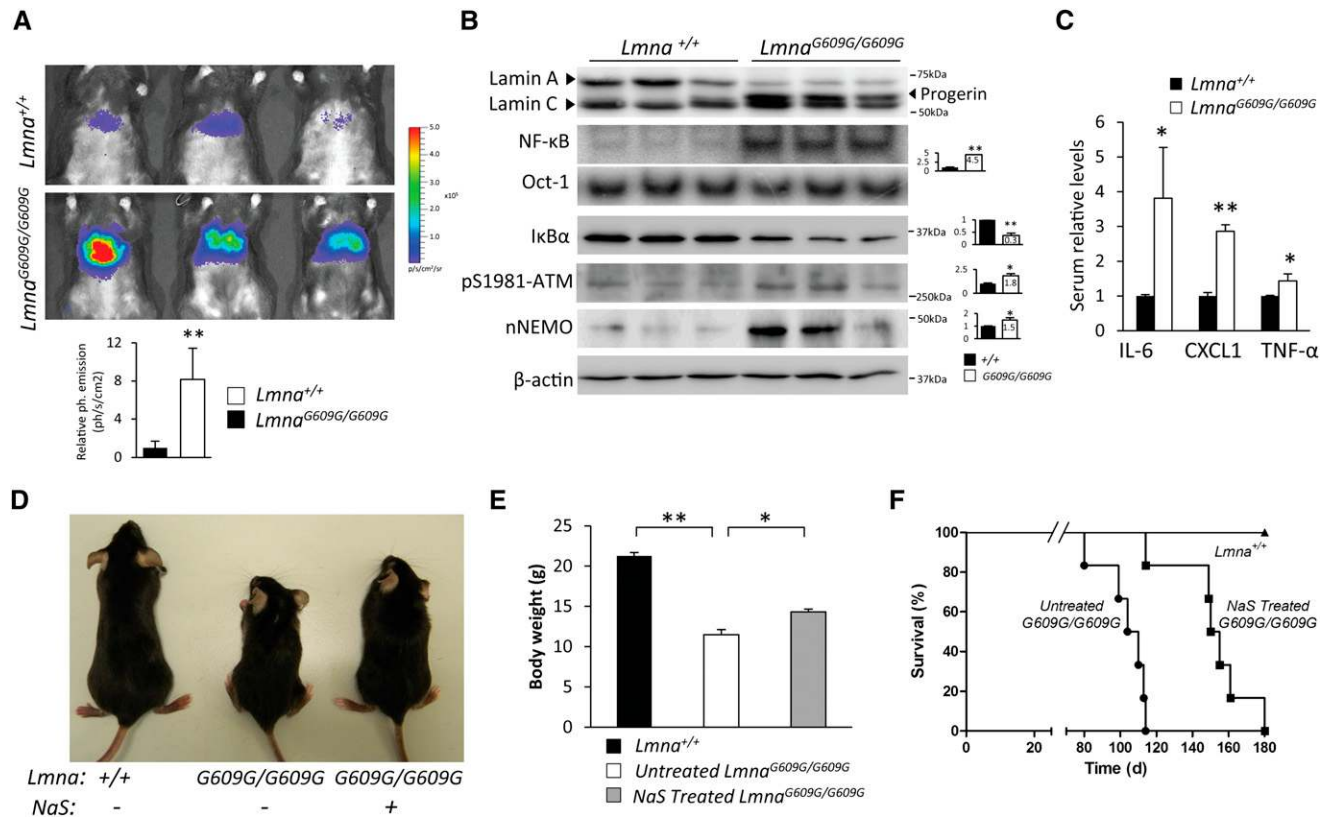 A
Lmna+/+
LmnaG609G/G609G
5.0
4.0
3.0
x10⁵
2.0
1.0
p/s/cm²/sr
12
8
4
0
Relative ph. emission
(ph/s/cm2)
**
Lmna+/+
LmnaG609G/G609G
B
Lmna +/+
LmnaG609G/G609G
Lamin A
Lamin C
75kDa
Progerin
50kDa
NF-κB
5
2.5
0
**
4.5
Oct-1
IκBα
37kDa
1
0.5
0
**
0.3
pS1981-ATM
250kDa
2.5
0
*
1.8
nNEMO
50kDa
2
1
0
*
1.5
β-actin
37kDa
+/+
G609G/G609G
C
Lmna+/+
LmnaG609G/G609G
Serum relative levels
6
5
4
3
2
1
0
*
**
*
IL-6 CXCL1 TNF-α
D
Lmna: +/+ G609G/G609G G609G/G609G
NaS: - - +
E
Body weight (g)
25
20
15
10
5
0
** *
Lmna+/+
Untreated LmnaG609G/G609G
NaS Treated LmnaG609G/G609G
F
Survival (%)
100
80
60
40
20
0
Lmna+/+
Untreated
G609G/G609G
NaS Treated
G609G/G609G
0 20 80 100 120 140 160 180
Time (d)